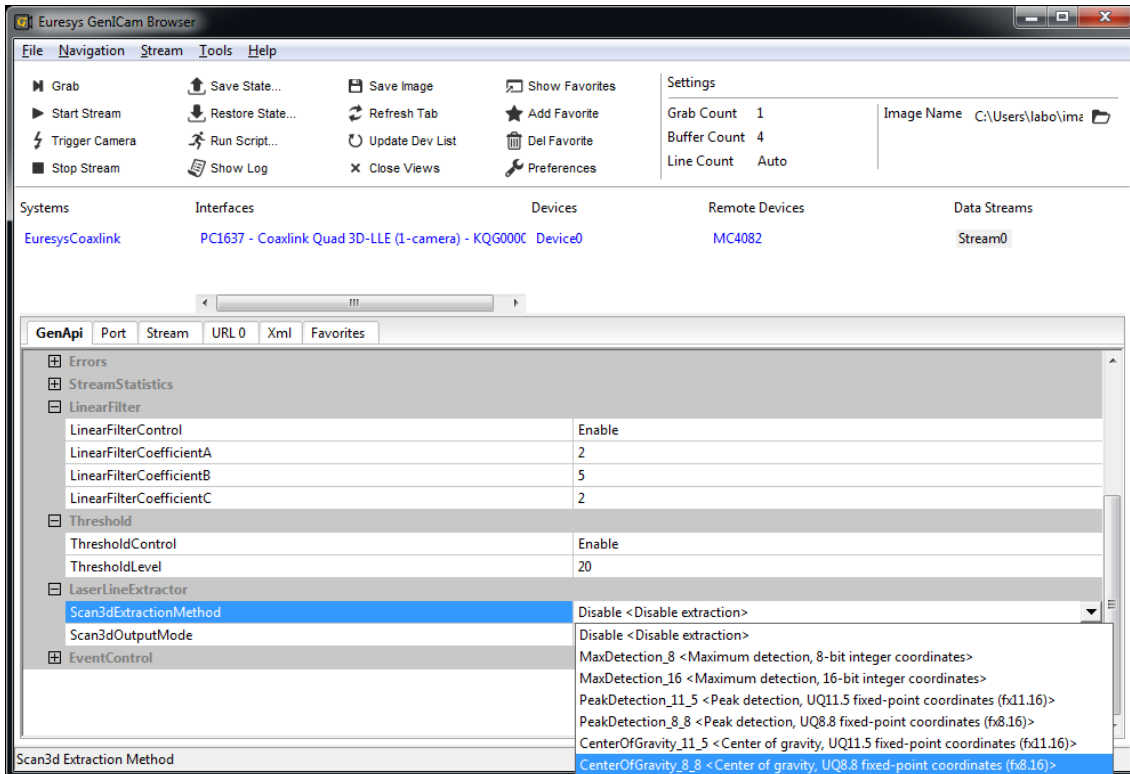 Euresys GenICam Browser
File Navigation Stream Tools Help
Grab Save State... Save Image Show Favorites Settings
Start Stream Restore State... Refresh Tab Add Favorite Grab Count 1 Image Name C:\Users\labo\ima
Trigger Camera Run Script... Update Dev List Del Favorite Buffer Count 4
Stop Stream Show Log Close Views Preferences Line Count Auto
Systems Interfaces Devices Remote Devices Data Streams
EuresysCoaxlink PC1637 - Coaxlink Quad 3D-LLE (1-camera) - KQG000 Device0 MC4082 Stream0
GenApi Port Stream URL 0 Xml Favorites
Errors
StreamStatistics
LinearFilter
LinearFilterControl Enable
LinearFilterCoefficientA 2
LinearFilterCoefficientB 5
LinearFilterCoefficientC 2
Threshold
ThresholdControl Enable
ThresholdLevel 20
LaserLineExtractor
Scan3dExtractionMethod Disable <Disable extraction>
Scan3dOutputMode Disable <Disable extraction>
EventControl MaxDetection_8 <Maximum detection, 8-bit integer coordinates>
MaxDetection_16 <Maximum detection, 16-bit integer coordinates>
PeakDetection_11_5 <Peak detection, UQ11.5 fixed-point coordinates (fx11.16)>
PeakDetection_8_8 <Peak detection, UQ8.8 fixed-point coordinates (fx8.16)>
CenterOfGravity_11_5 <Center of gravity, UQ11.5 fixed-point coordinates (fx11.16)>
Scan3d Extraction Method CenterOfGravity_8_8 <Center of gravity, UQ8.8 fixed-point coordinates (fx8.16)>